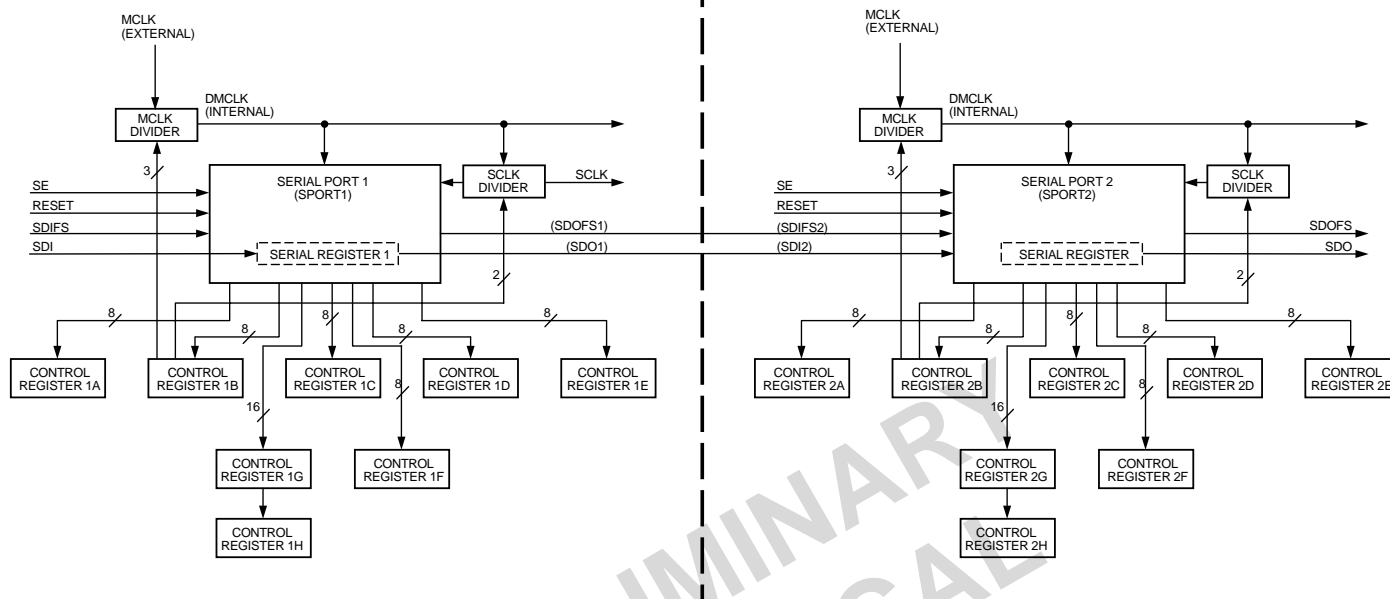 MCLK
(EXTERNAL)
DMCLK
(INTERNAL)
MCLK
DIVIDER
3
SERIAL PORT 1
(SPORT1)
SCLK
DIVIDER
SCLK
SE
RESET
SDIFS
SDI
SERIAL REGISTER 1
(SDOFS1)
(SDO1)
2
8
8
8
8
8
CONTROL
REGISTER 1A
CONTROL
REGISTER 1B
CONTROL
REGISTER 1C
CONTROL
REGISTER 1D
CONTROL
REGISTER 1E
16
8
CONTROL
REGISTER 1G
CONTROL
REGISTER 1F
CONTROL
REGISTER 1H
MCLK
(EXTERNAL)
DMCLK
(INTERNAL)
MCLK
DIVIDER
3
SERIAL PORT 2
(SPORT2)
SCLK
DIVIDER
SE
RESET
(SDIFS2)
(SDI2)
SERIAL REGISTER
SDOFS
SDO
2
8
8
8
8
8
CONTROL
REGISTER 2A
CONTROL
REGISTER 2B
CONTROL
REGISTER 2C
CONTROL
REGISTER 2D
CONTROL
REGISTER 2E
16
8
CONTROL
REGISTER 2G
CONTROL
REGISTER 2F
CONTROL
REGISTER 2H